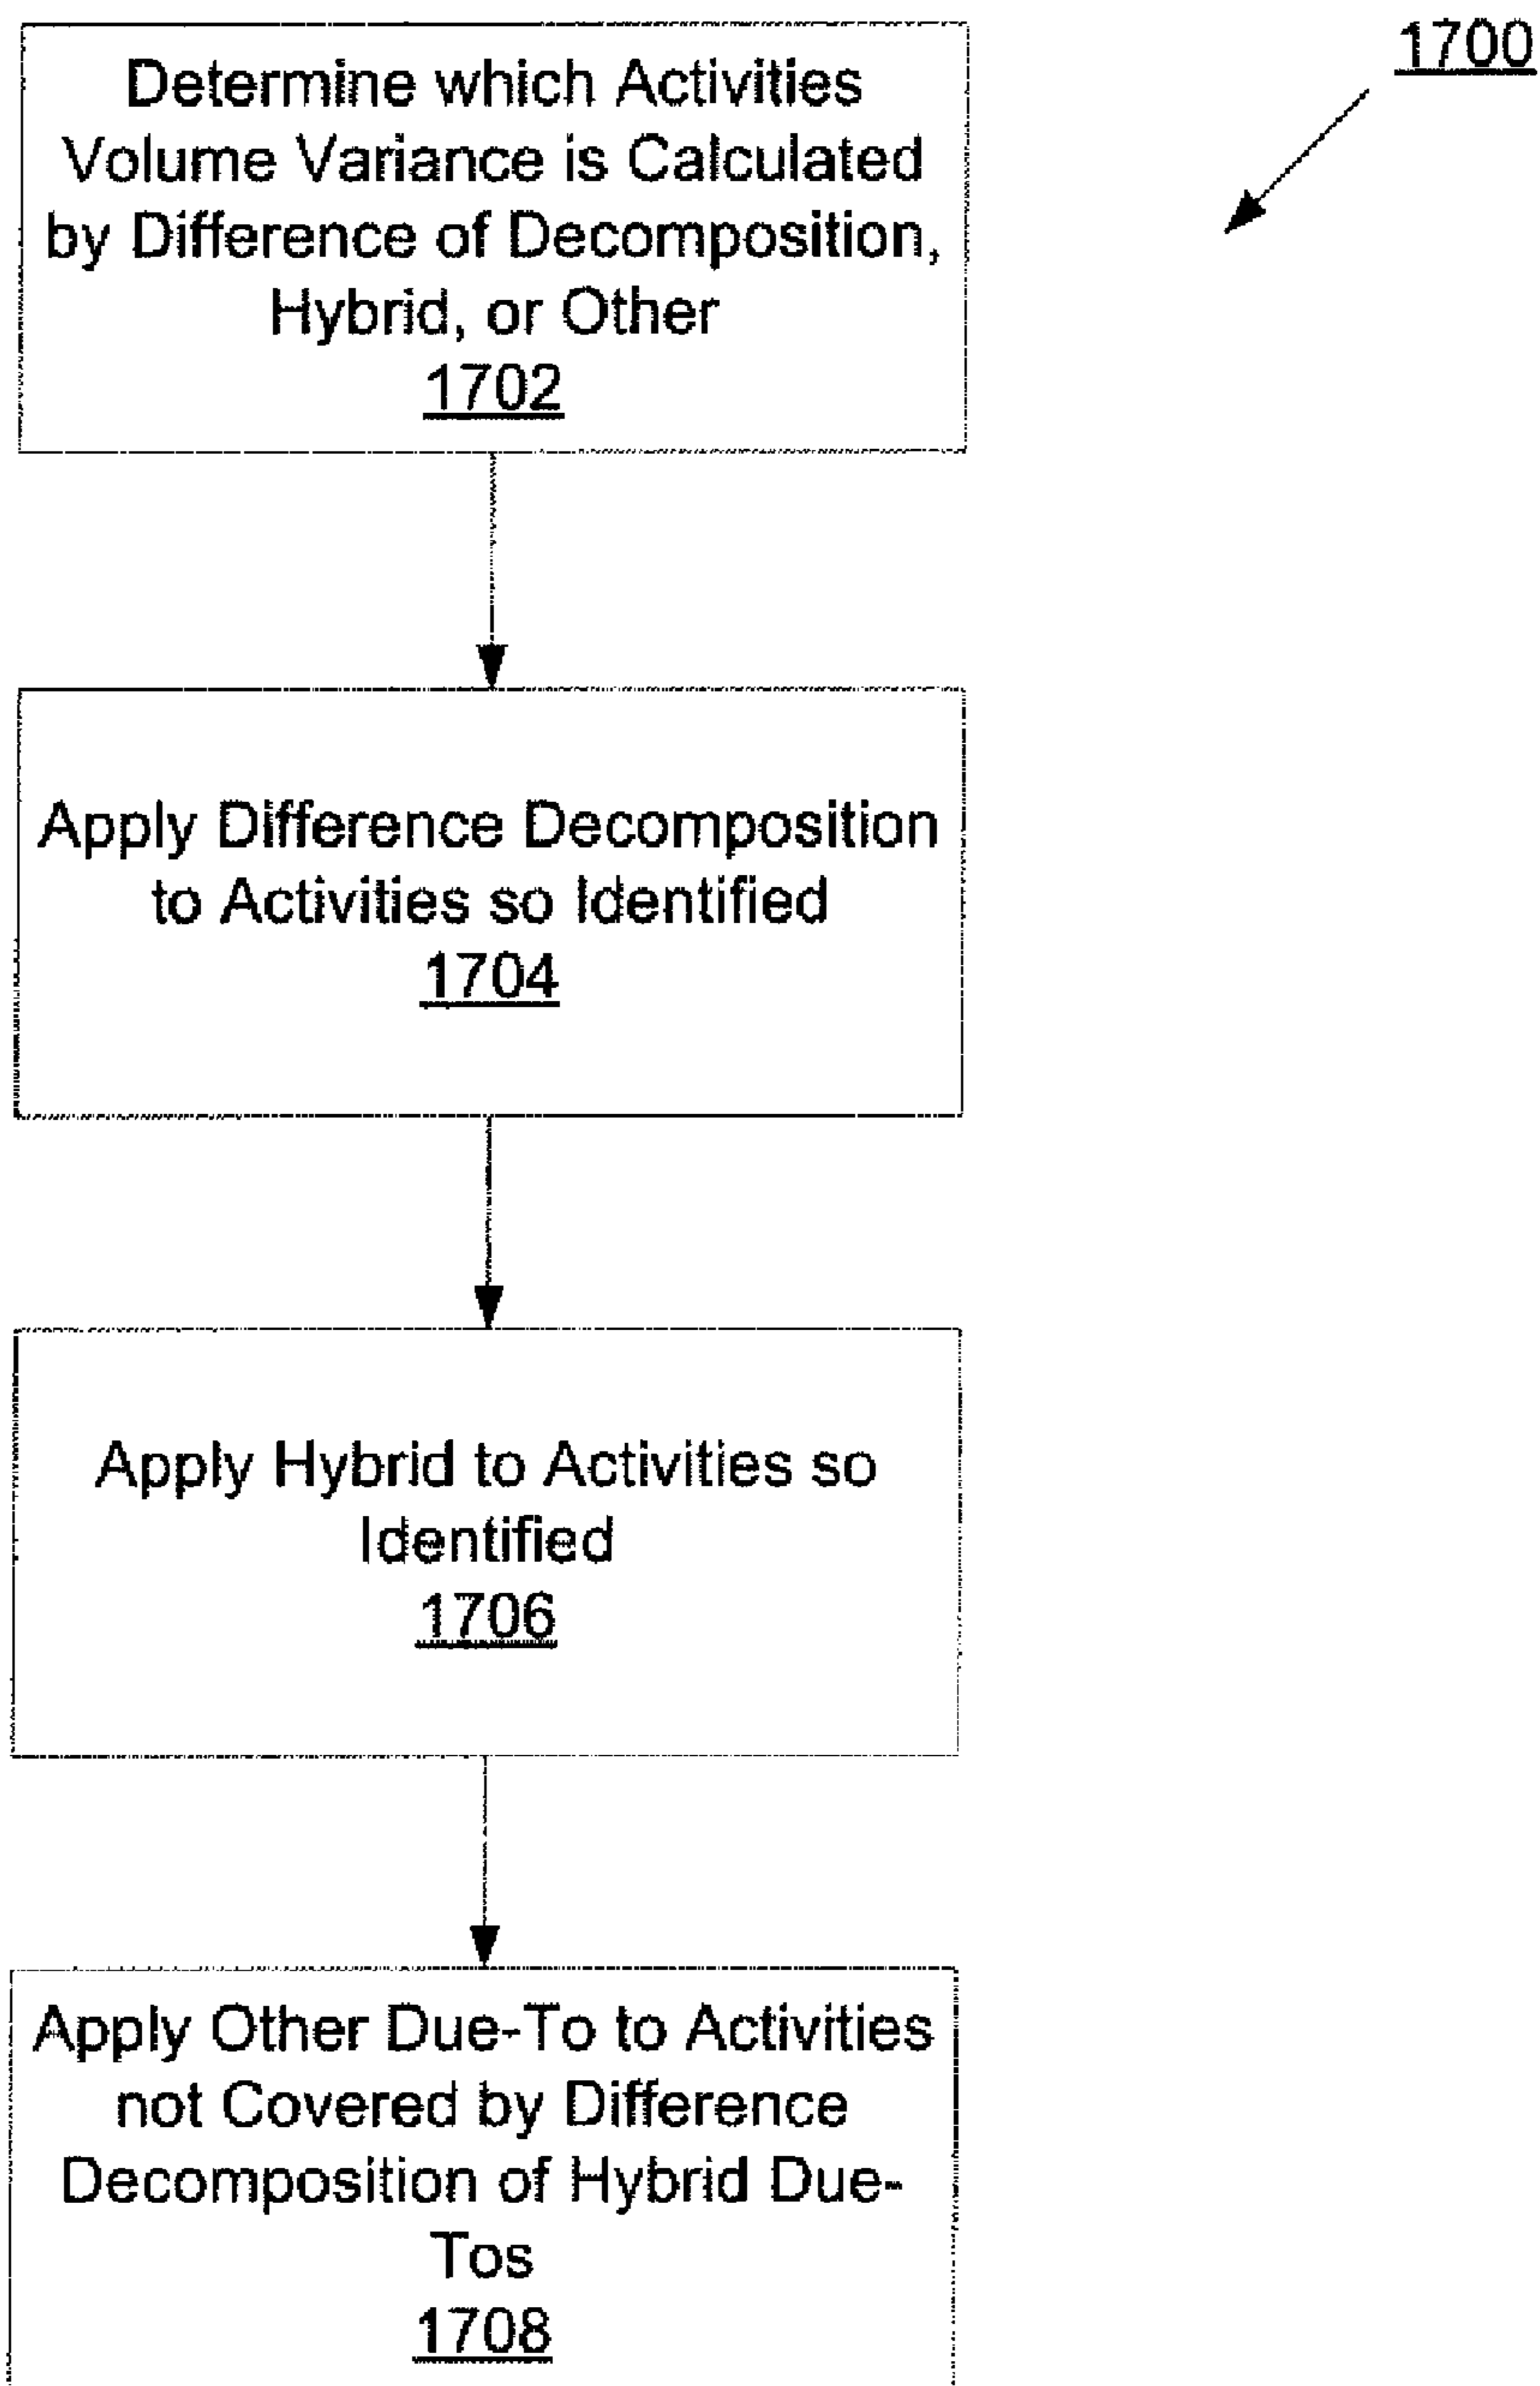 1700
Determine which Activities
Volume Variance is Calculated
by Difference of Decomposition,
Hybrid, or Other
1702
Apply Difference Decomposition
to Activities so Identified
1704
Apply Hybrid to Activities so
Identified
1706
Apply Other Due-To to Activities
not Covered by Difference
Decomposition of Hybrid Due-
Tos
1708